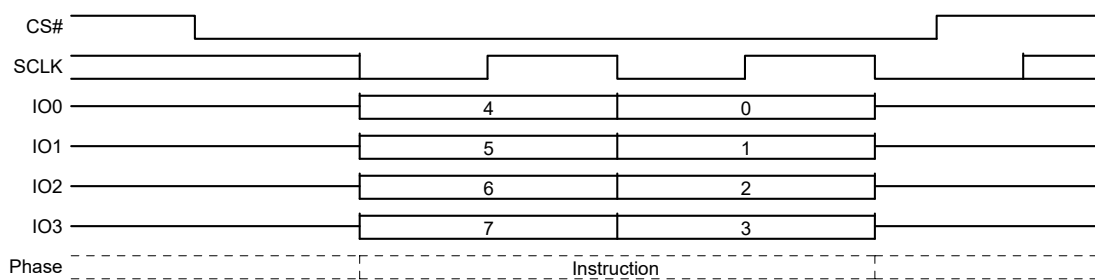 CS#
SCLK
IO0 4 0
IO1 5 1
IO2 6 2
IO3 7 3
Phase Instruction